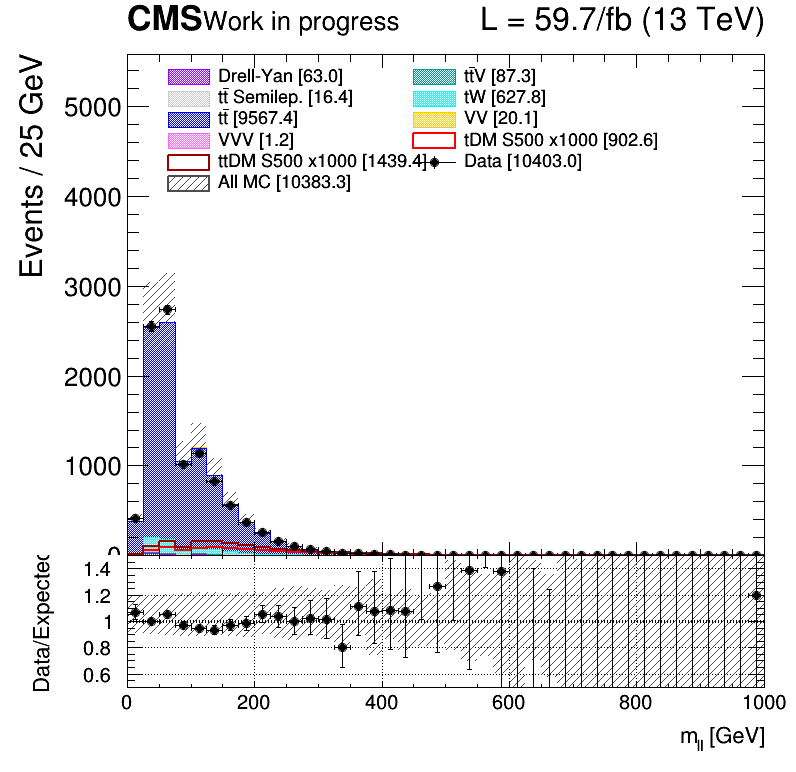 CMS Work in progress L = 59.7/fb (13 TeV)
Events / 25 GeV
Drell-Yan [63.0] tt̄V [87.3]
tt̄ Semilep. [16.4] tW [627.8]
tt̄ [9567.4] VV [20.1]
VVV [1.2] tDM S500 x1000 [902.6]
ttDM S500 x1000 [1439.4] Data [10403.0]
All MC [10383.3]
5000
4000
3000
2000
1000
0
Data/Expected
1.4
1.2
1
0.8
0.6
0 200 400 600 800 1000
m_ll [GeV]